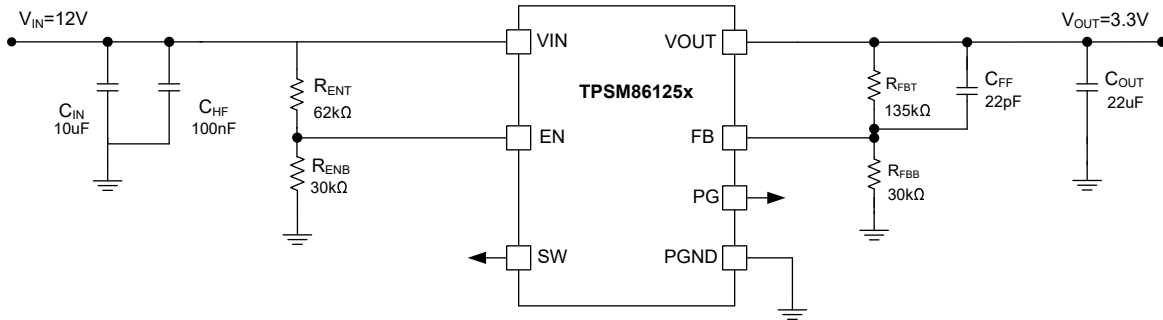 VIN=12V
VOUT=3.3V
VIN
VOUT
TPSM86125x
CIN
10uF
CHF
100nF
RENT
62kΩ
RFBT
135kΩ
CFF
22pF
COUT
22uF
EN
FB
RENB
30kΩ
RFBB
30kΩ
PG
SW
PGND